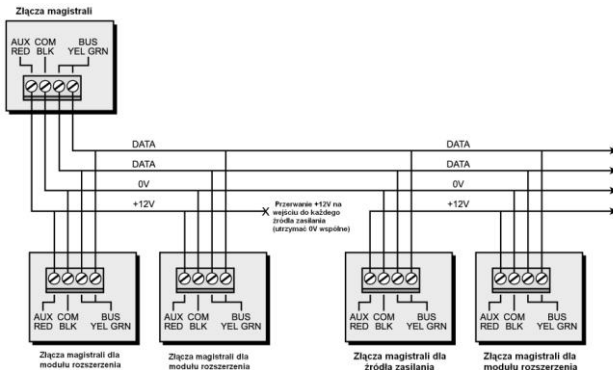 Złącza magistrali
AUX COM BUS
RED BLK YEL GRN
DATA DATA
DATA DATA
0V 0V
+12V +12V
X Przerwanie +12V na
wejściu do każdego
źródła zasilania
(utrzymać 0V wspólne)
AUX COM BUS
RED BLK YEL GRN
Złącza magistrali dla
modułu rozszerzenia
AUX COM BUS
RED BLK YEL GRN
Złącza magistrali dla
modułu rozszerzenia
AUX COM BUS
RED BLK YEL GRN
Złącza magistrali dla
źródła zasilania
AUX COM BUS
RED BLK YEL GRN
Złącza magistrali dla
modułu rozszerzenia